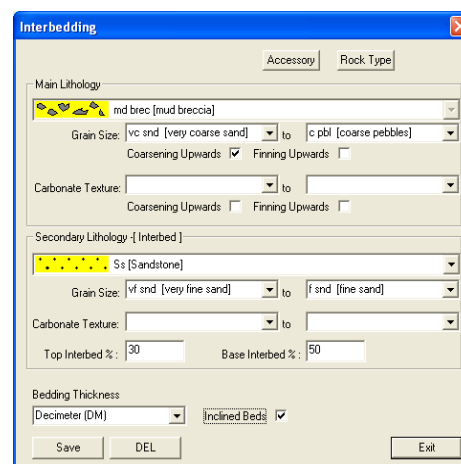 Interbedding
Accessory Rock Type
Main Lithology
md brec [mud breccia]
Grain Size: vc snd [very coarse sand] to c pbl [coarse pebbles]
Coarsening Upwards Finning Upwards
Carbonate Texture: to
Coarsening Upwards Finning Upwards
Secondary Lithology -[ Interbed ]
Ss [Sandstone]
Grain Size: vf snd [very fine sand] to f snd [fine sand]
Carbonate Texture: to
Top Interbed % : 30 Base Interbed % : 50
Bedding Thickness
Decimeter (DM) Inclined Beds
Save DEL Exit